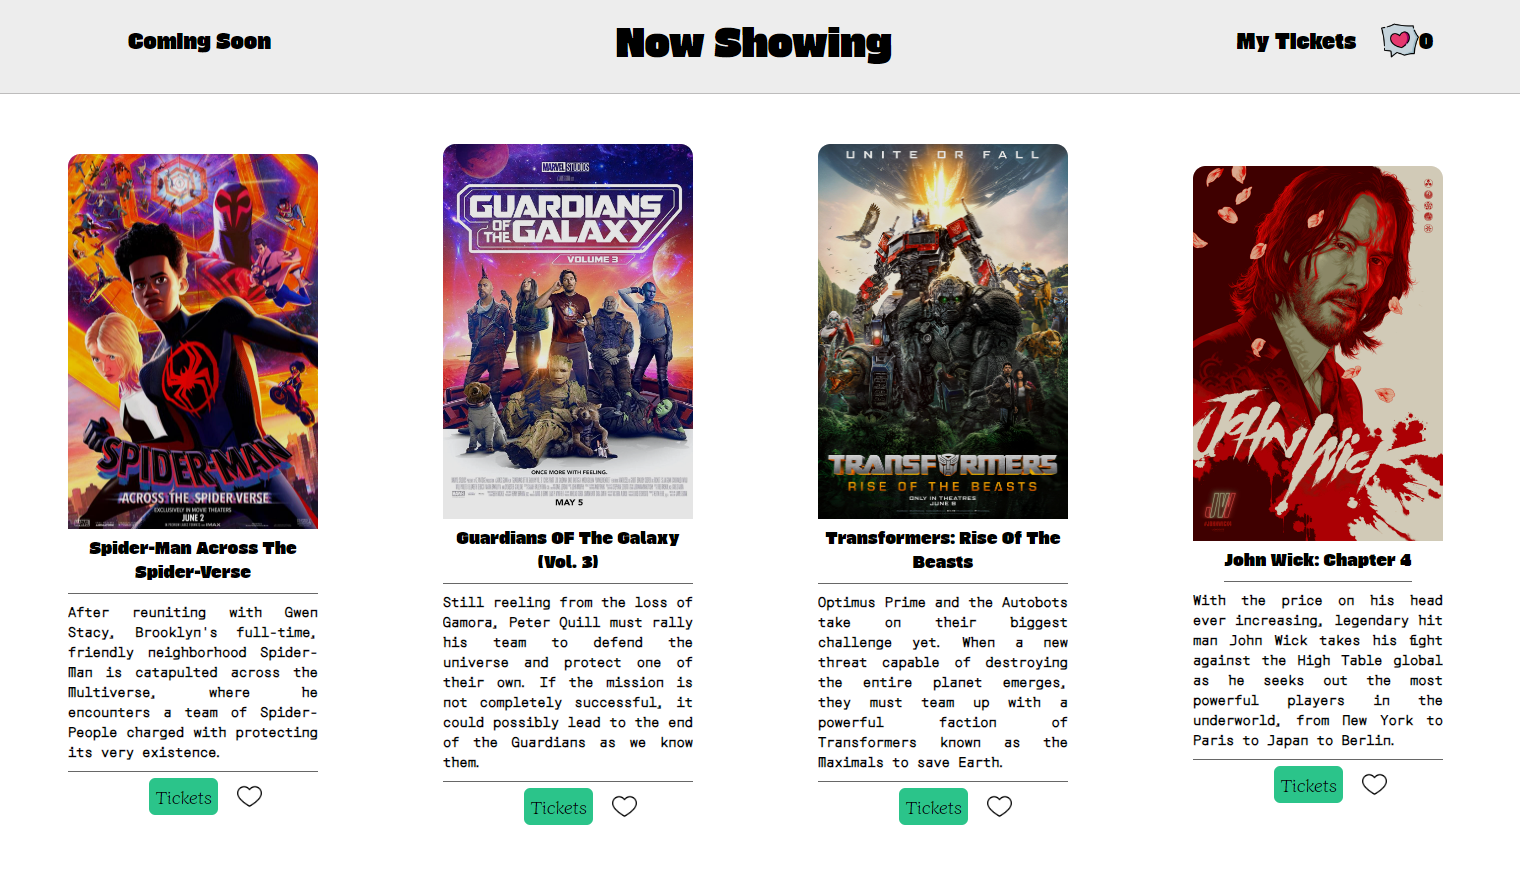 Coming Soon
Now Showing
My Tickets
0
SPIDER-MAN
ACROSS THE SPIDER-VERSE
EXCLUSIVELY IN MOVIE THEATERS
JUNE 2
Spider-Man Across The
Spider-Verse
After reuniting with Gwen
Stacy, Brooklyn's full-time,
friendly neighborhood Spider-
Man is catapulted across the
Multiverse, where he
encounters a team of Spider-
People charged with protecting
its very existence.
Tickets
MARVEL STUDIOS
GUARDIANS
OF
THE GALAXY
VOLUME 3
ONCE MORE WITH FEELING.
MAY 5
Guardians OF The Galaxy
(Vol. 3)
Still reeling from the loss of
Gamora, Peter Quill must rally
his team to defend the
universe and protect one of
their own. If the mission is
not completely successful, it
could possibly lead to the end
of the Guardians as we know
them.
Tickets
UNITE OR FALL
TRANSFORMERS
RISE OF THE BEASTS
ONLY IN THEATRES
JUNE 9
Transformers: Rise Of The
Beasts
Optimus Prime and the Autobots
take on their biggest
challenge yet. When a new
threat capable of destroying
the entire planet emerges,
they must team up with a
powerful faction of
Transformers known as the
Maximals to save Earth.
Tickets
John Wick
JW
John Wick: Chapter 4
With the price on his head
ever increasing, legendary hit
man John Wick takes his fight
against the High Table global
as he seeks out the most
powerful players in the
underworld, from New York to
Paris to Japan to Berlin.
Tickets